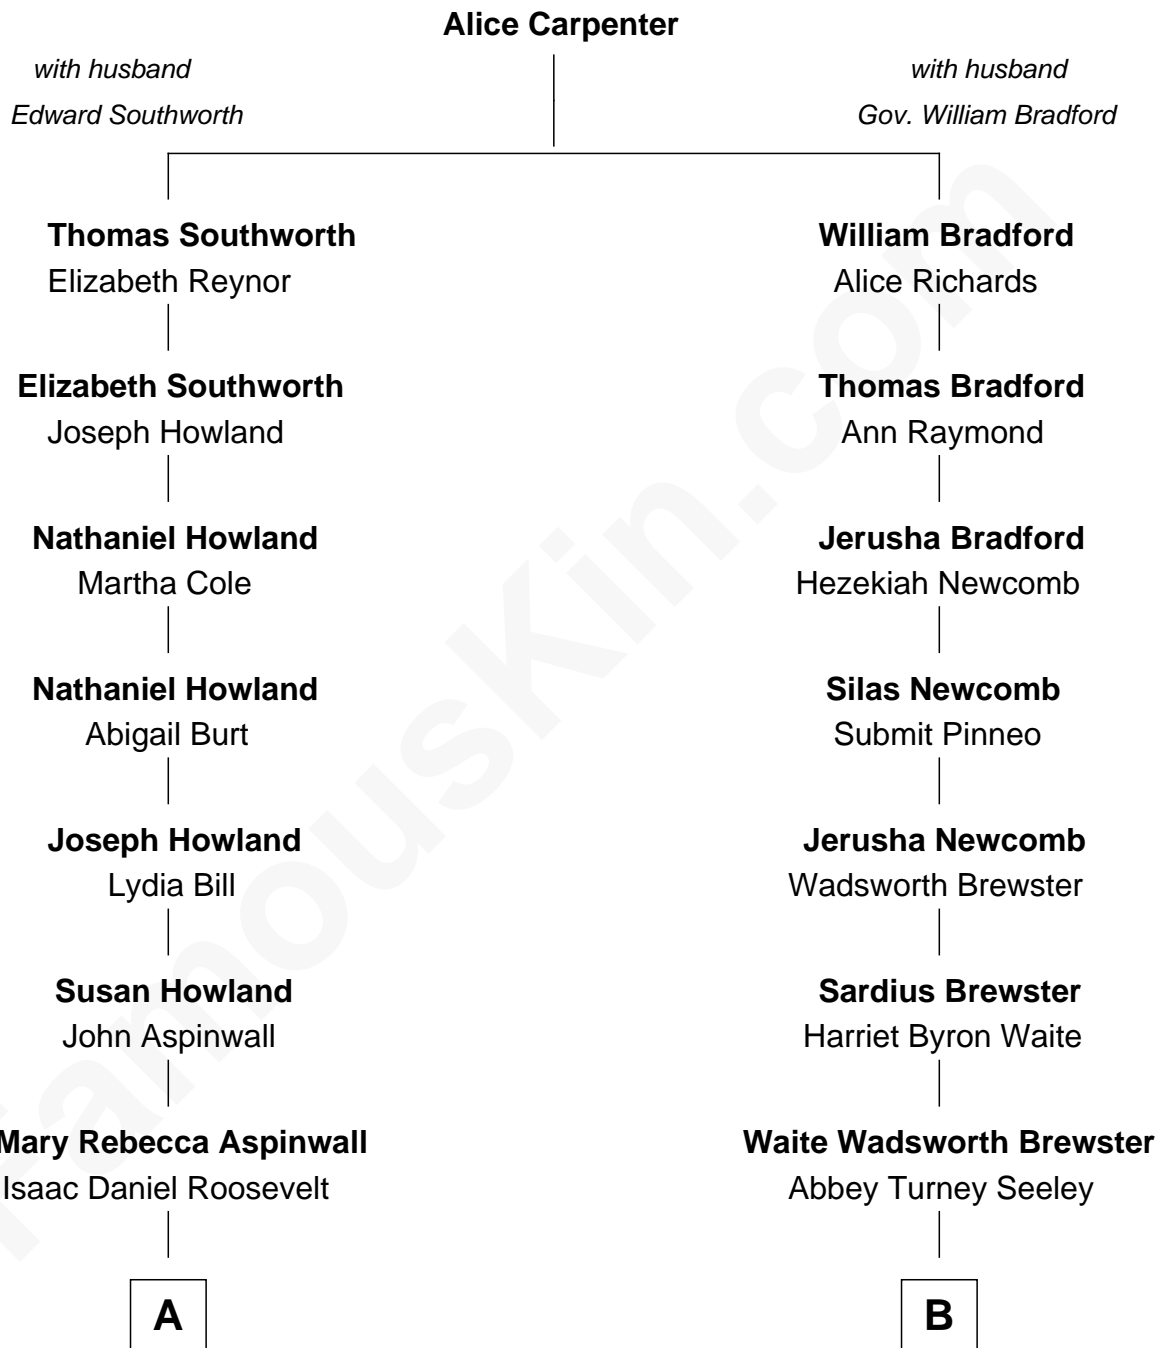 Alice Carpenter
with husband
Edward Southworth
with husband
Gov. William Bradford
Thomas Southworth
Elizabeth Reynor
William Bradford
Alice Richards
Elizabeth Southworth
Joseph Howland
Thomas Bradford
Ann Raymond
Nathaniel Howland
Martha Cole
Jerusha Bradford
Hezekiah Newcomb
Nathaniel Howland
Abigail Burt
Silas Newcomb
Submit Pinneo
Joseph Howland
Lydia Bill
Jerusha Newcomb
Wadsworth Brewster
Susan Howland
John Aspinwall
Sardius Brewster
Harriet Byron Waite
Mary Rebecca Aspinwall
Isaac Daniel Roosevelt
Waite Wadsworth Brewster
Abbey Turney Seeley
A
B
FamousKin.com